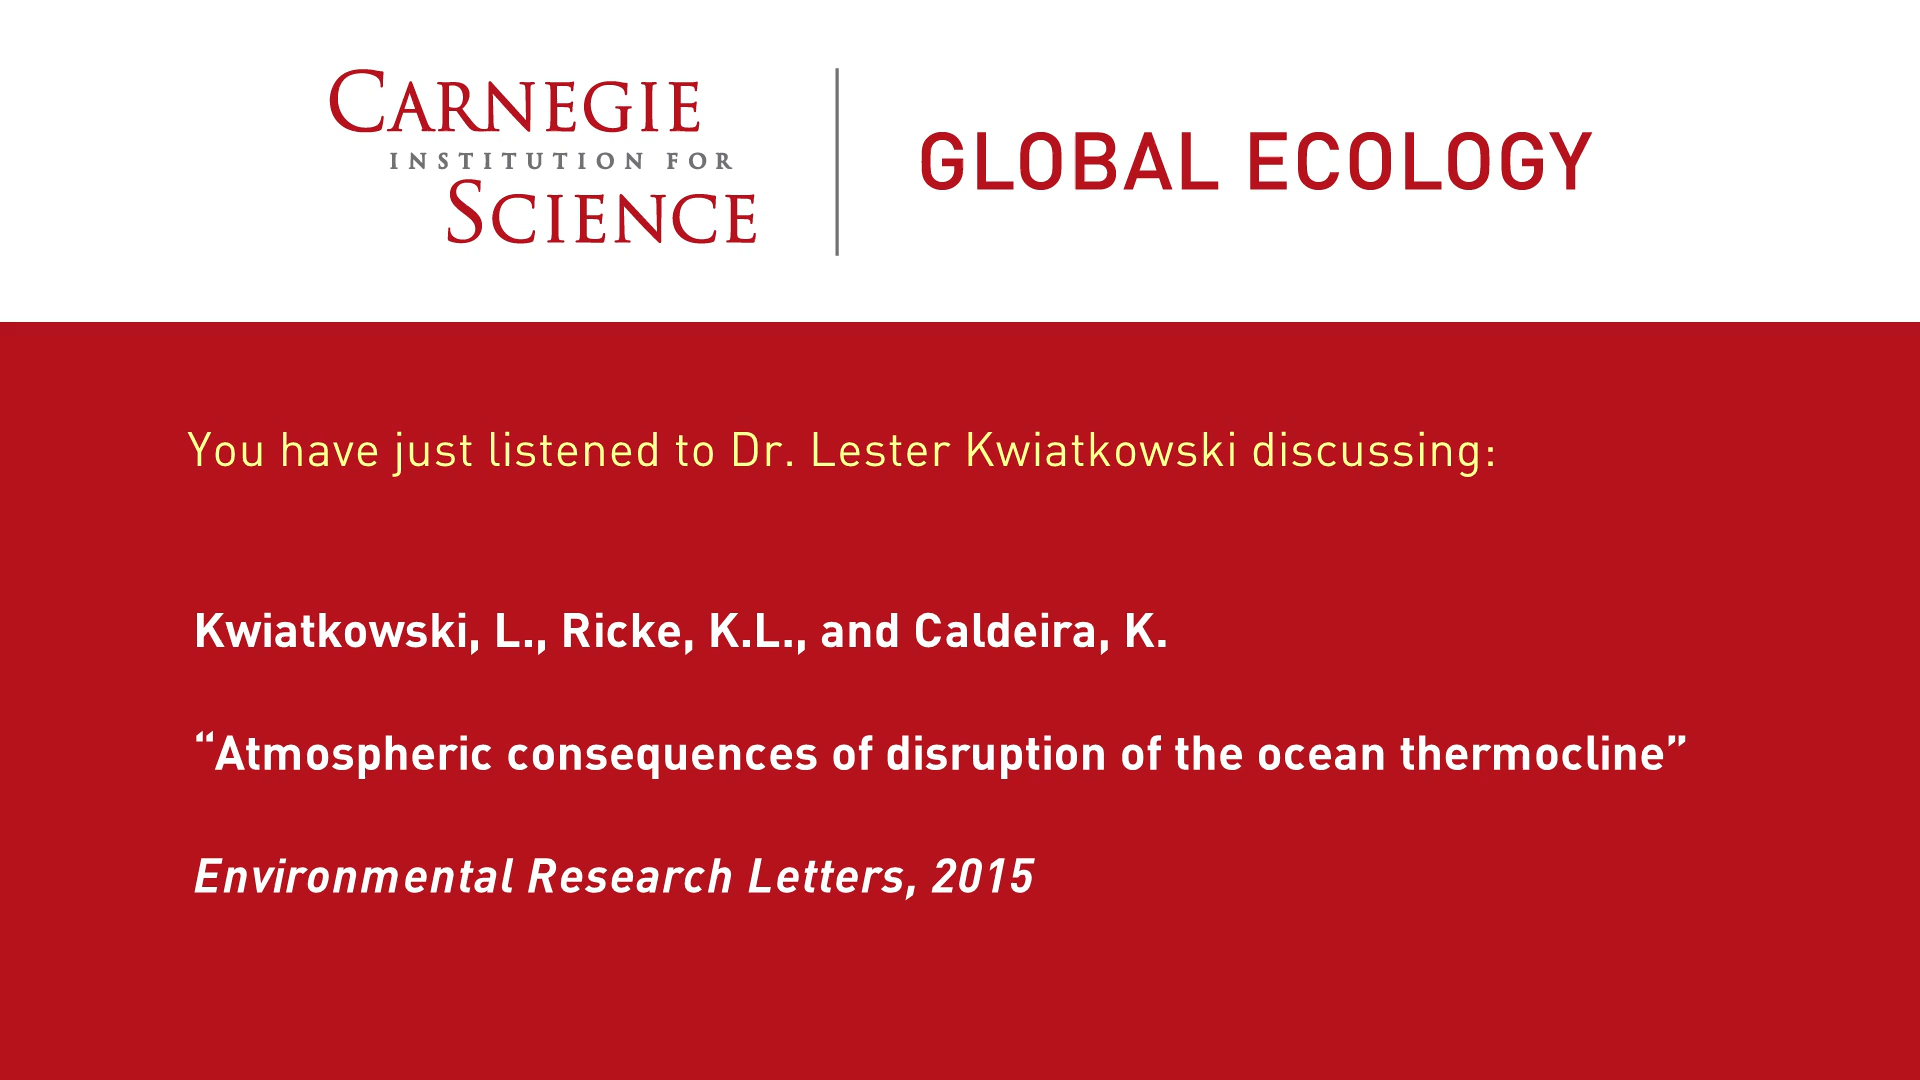 CARNEGIE
INSTITUTION FOR
SCIENCE
GLOBAL ECOLOGY
You have just listened to Dr. Lester Kwiatkowski discussing:
Kwiatkowski, L., Ricke, K.L., and Caldeira, K.
“Atmospheric consequences of disruption of the ocean thermocline”
Environmental Research Letters, 2015